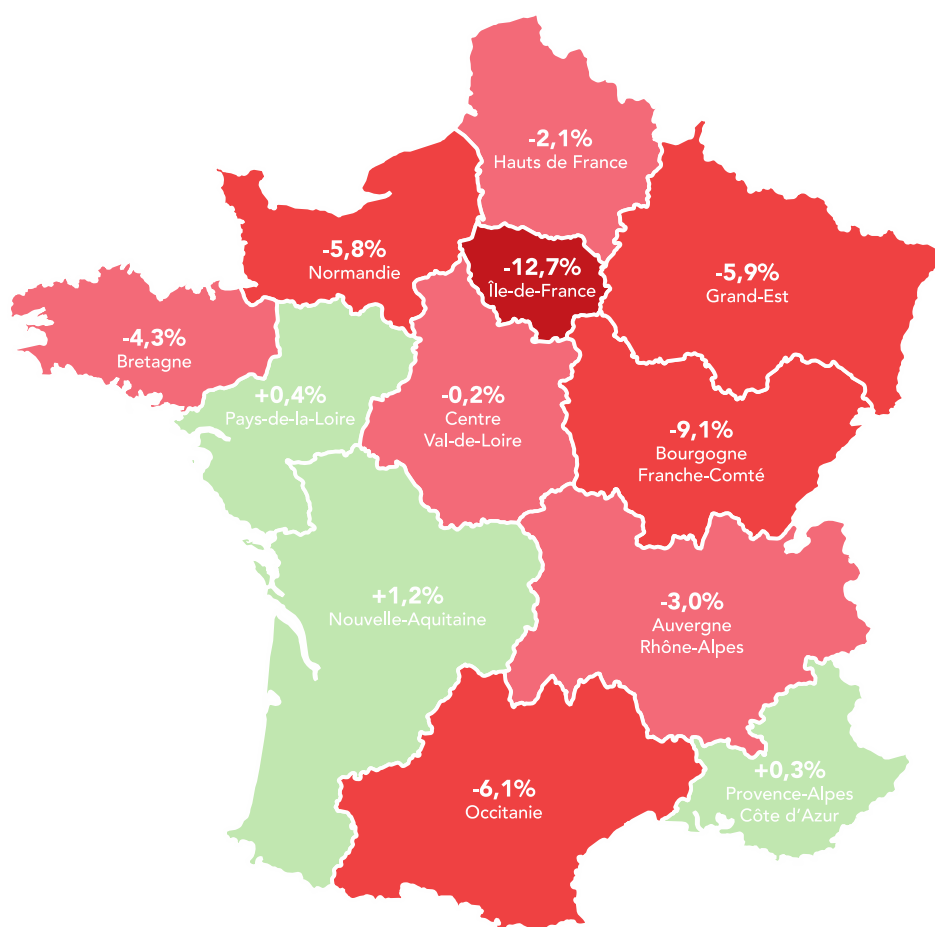 -2,1%
Hauts de France
-5,8%
Normandie
-12,7%
Île-de-France
-5,9%
Grand-Est
-4,3%
Bretagne
+0,4%
Pays-de-la-Loire
-0,2%
Centre
Val-de-Loire
-9,1%
Bourgogne
Franche-Comté
+1,2%
Nouvelle-Aquitaine
-3,0%
Auvergne
Rhône-Alpes
-6,1%
Occitanie
+0,3%
Provence-Alpes
Côte d'Azur